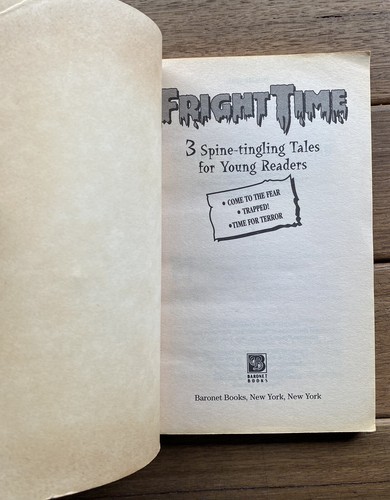 FRIGHT TIME
3 Spine-tingling Tales
for Young Readers
• COME TO THE FEAR
• TRAPPED!
•TIME FOR TERROR
B
BARONET
BOOKS
Baronet Books, New York, New York